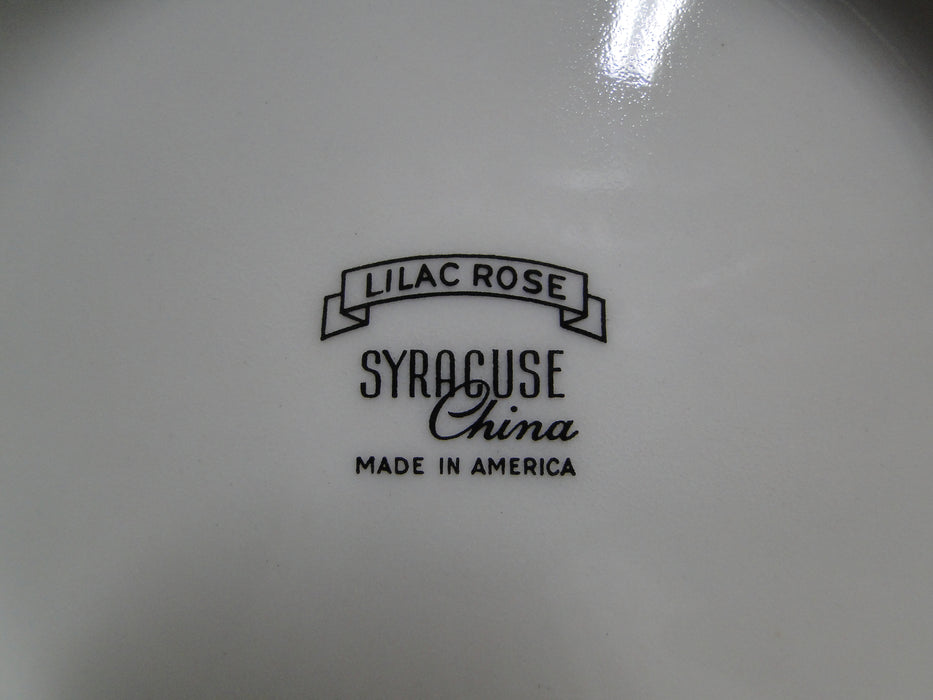 LILAC ROSE
SYRACUSE
China
MADE IN AMERICA